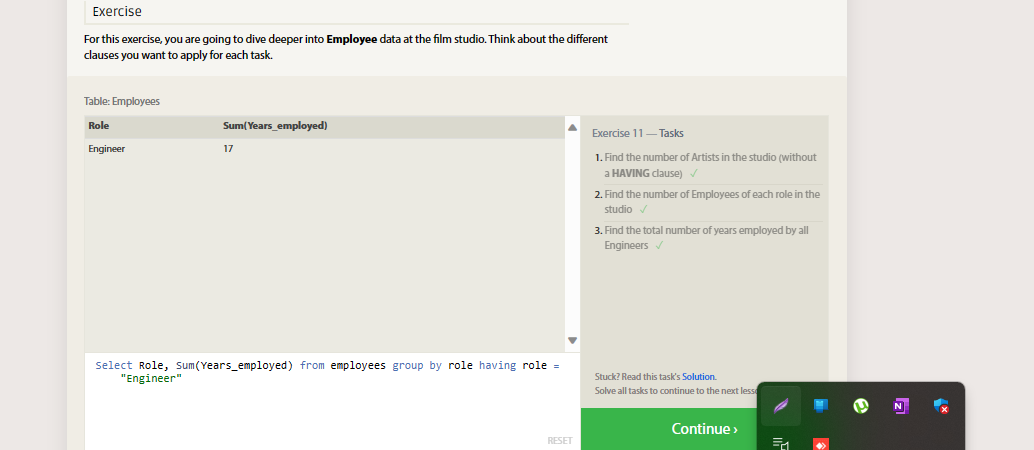 Exercise
For this exercise, you are going to dive deeper into Employee data at the film studio. Think about the different
clauses you want to apply for each task.
Table: Employees
Role Sum(Years_employed)
Engineer 17
Exercise 11 — Tasks
1. Find the number of Artists in the studio (without
a HAVING clause) ✓
2. Find the number of Employees of each role in the
studio ✓
3. Find the total number of years employed by all
Engineers ✓
Select Role, Sum(Years_employed) from employees group by role having role =
"Engineer"
RESET
Stuck? Read this task's Solution.
Solve all tasks to continue to the next
Continue ›
N